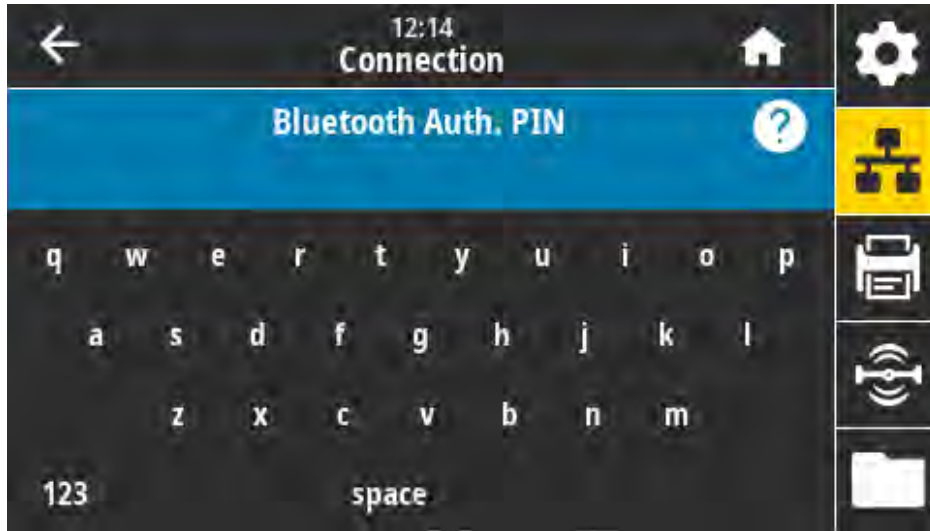 12:14
Connection
Bluetooth Auth. PIN
?
q w e r t y u i o p
a s d f g h j k l
z x c v b n m
123 space